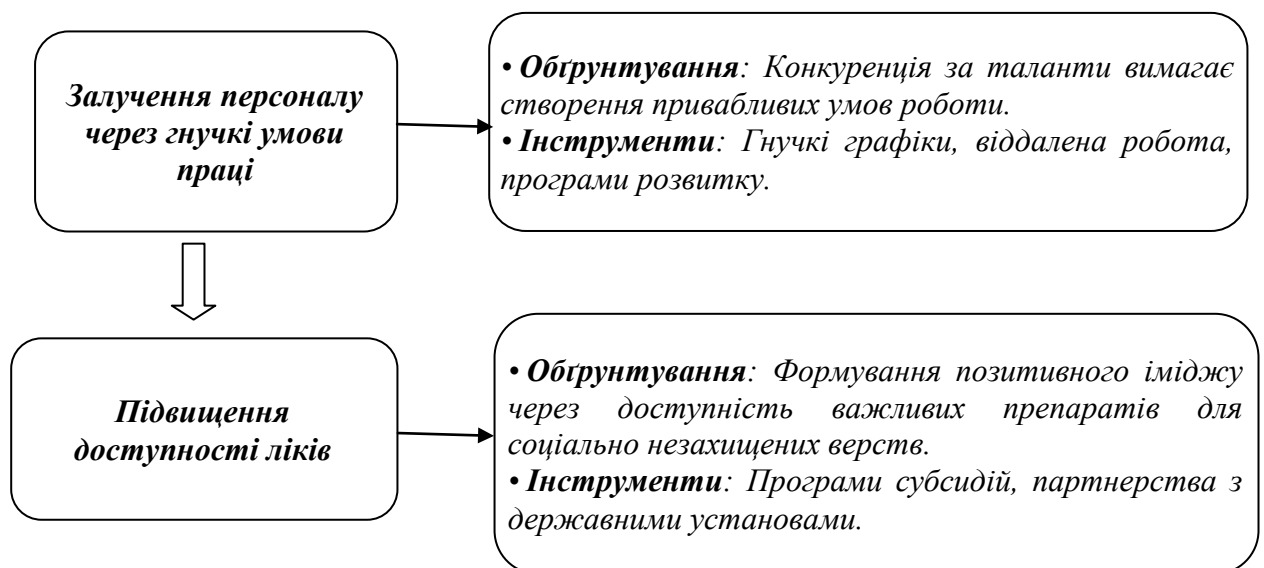 Залучення персоналу
через гнучкі умови
праці
• Обґрунтування: Конкуренція за таланти вимагає
створення привабливих умов роботи.
• Інструменти: Гнучкі графіки, віддалена робота,
програми розвитку.
Підвищення
доступності ліків
• Обґрунтування: Формування позитивного іміджу
через доступність важливих препаратів для
соціально незахищених верств.
• Інструменти: Програми субсидій, партнерства з
державними установами.